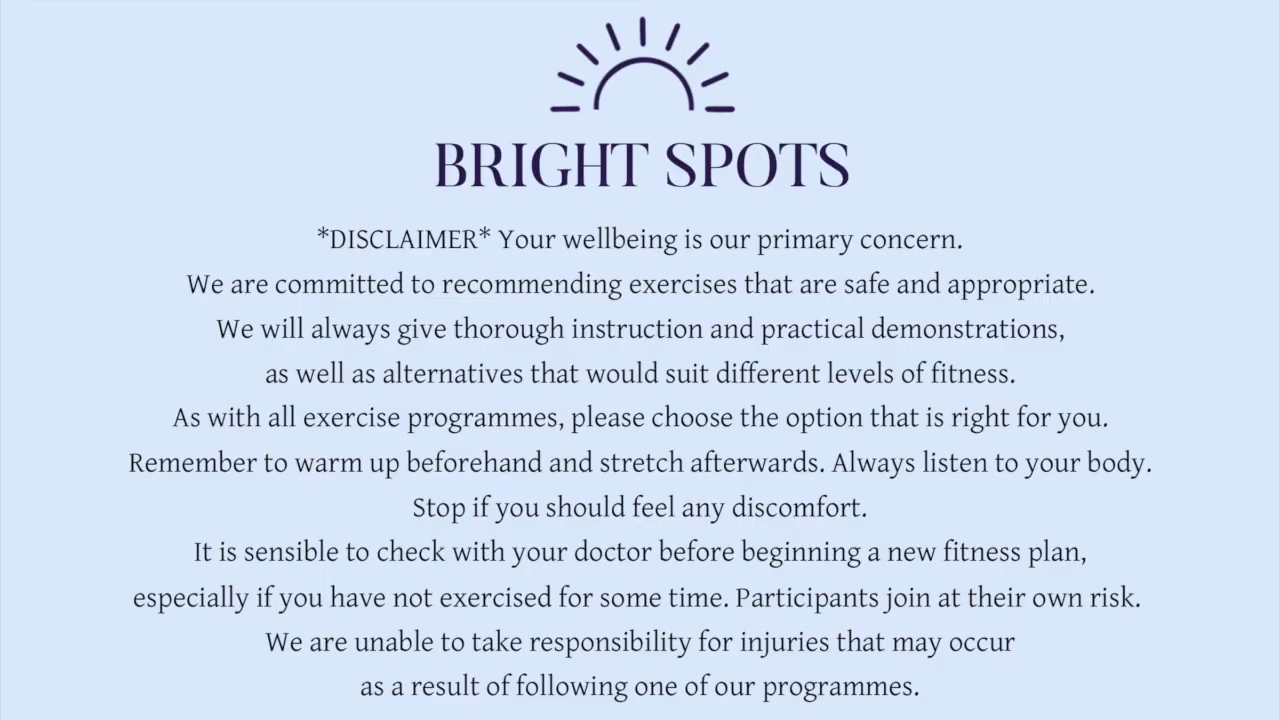 BRIGHT SPOTS
*DISCLAIMER* Your wellbeing is our primary concern.
We are committed to recommending exercises that are safe and appropriate.
We will always give thorough instruction and practical demonstrations,
as well as alternatives that would suit different levels of fitness.
As with all exercise programmes, please choose the option that is right for you.
Remember to warm up beforehand and stretch afterwards. Always listen to your body.
Stop if you should feel any discomfort.
It is sensible to check with your doctor before beginning a new fitness plan,
especially if you have not exercised for some time. Participants join at their own risk.
We are unable to take responsibility for injuries that may occur
as a result of following one of our programmes.